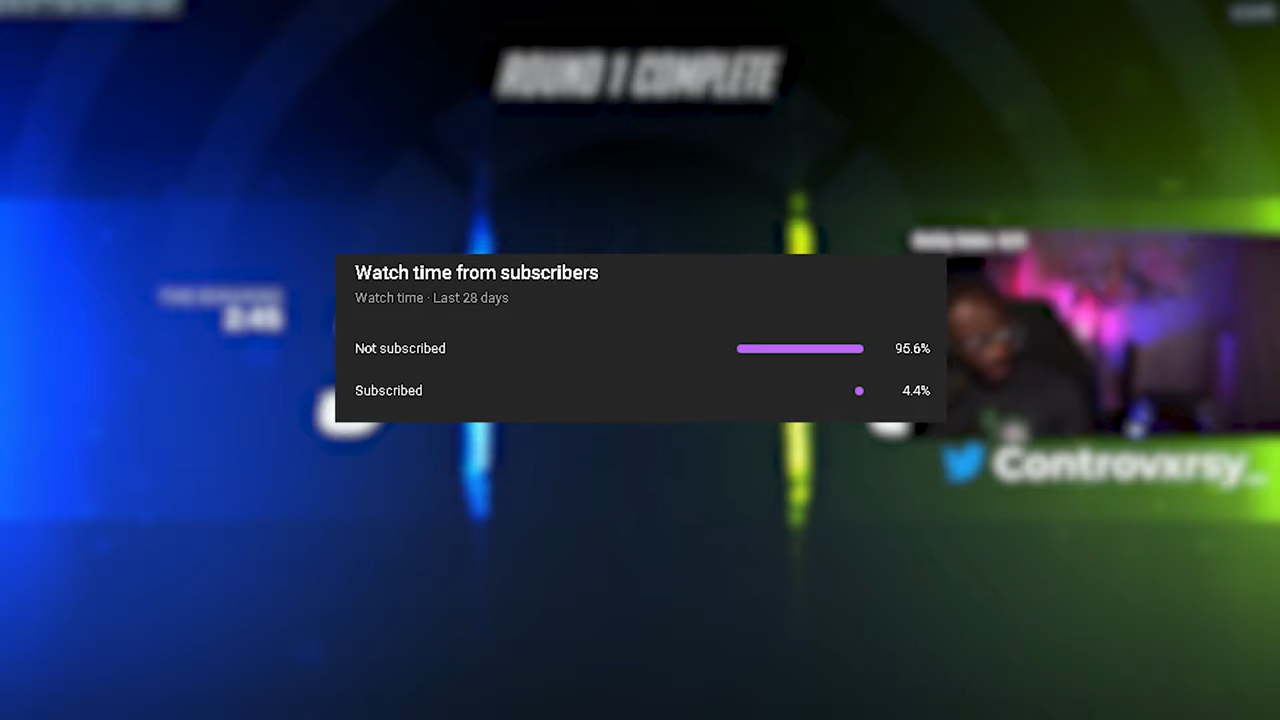 ROUND 1 COMPLETE
Watch time from subscribers
Watch time · Last 28 days
Not subscribed 95.6%
Subscribed 4.4%
Controvxrsy_